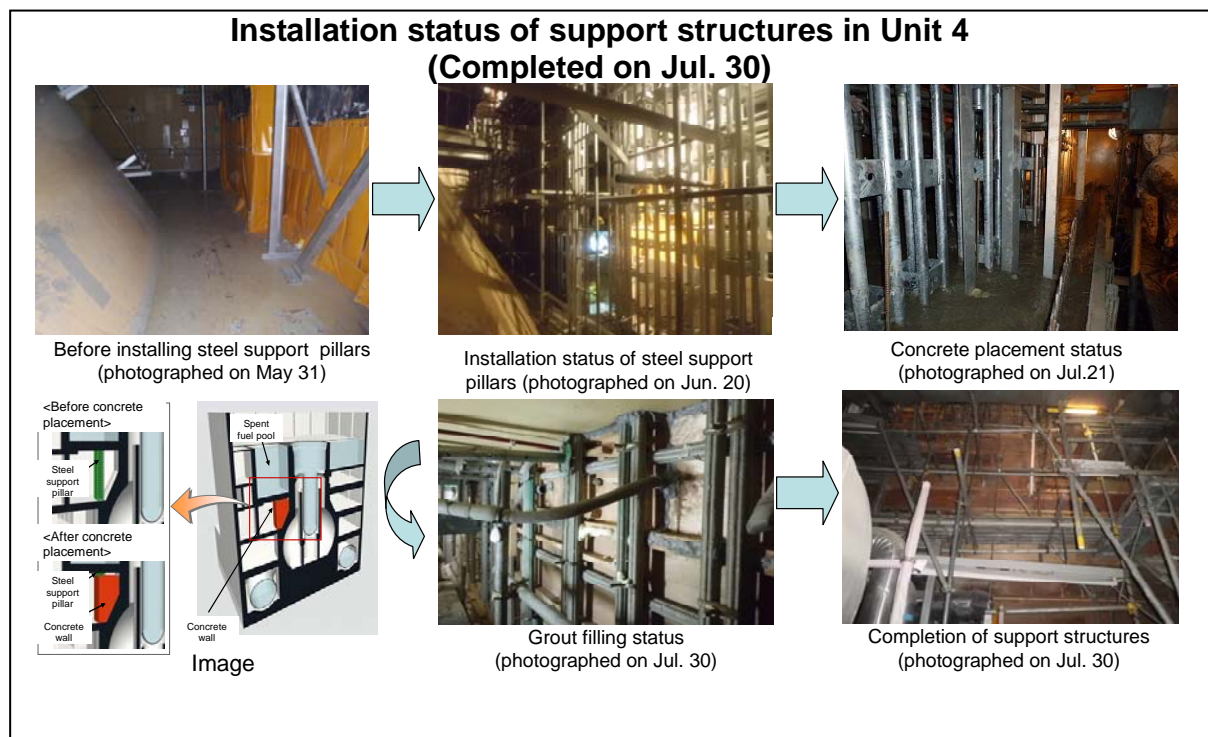 Installation status of support structures in Unit 4
(Completed on Jul. 30)
Before installing steel support pillars
(photographed on May 31)
Installation status of steel support
pillars (photographed on Jun. 20)
Concrete placement status
(photographed on Jul.21)
<Before concrete
placement>
Steel
support
pillar
<After concrete
placement>
Steel
support
pillar
Concrete
wall
Spent
fuel pool
Concrete
wall
Image
Grout filling status
(photographed on Jul. 30)
Completion of support structures
(photographed on Jul. 30)